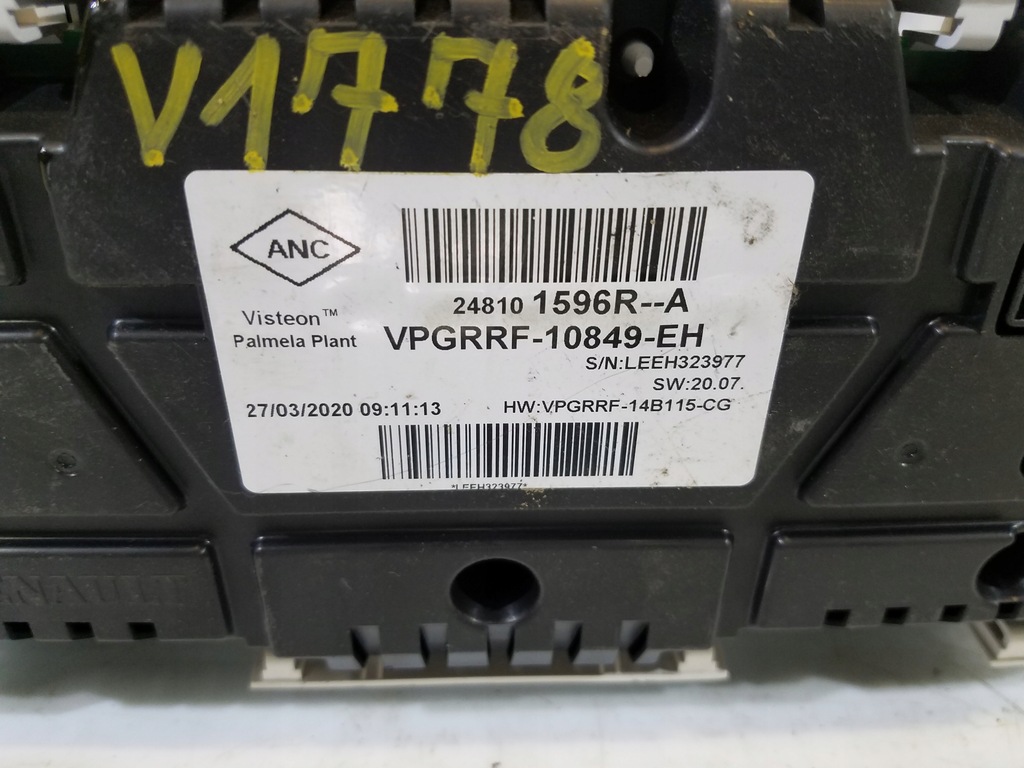 V1778
ANC
24810 1596R--A
Visteon™
Palmela Plant
VPGRRF-10849-EH
S/N:LEEH323977
SW:20.07.
27/03/2020 09:11:13
HW:VPGRRF-14B115-CG
*LEEH323977*
RENAULT